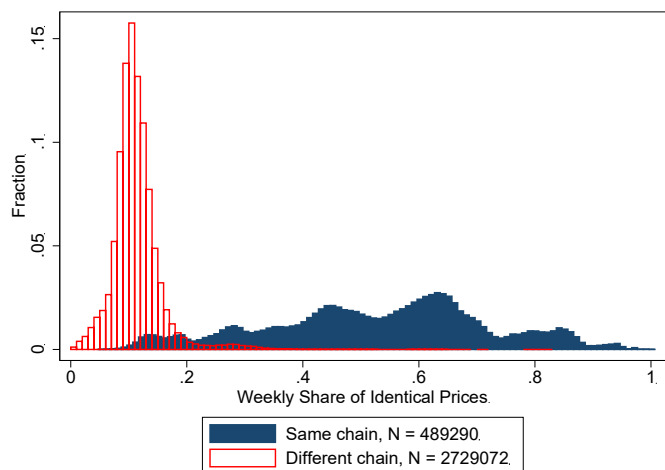 .15
.1
.05
0
Fraction
0
.2
.4
.6
.8
1
Weekly Share of Identical Prices
Same chain, N = 489290
Different chain, N = 2729072